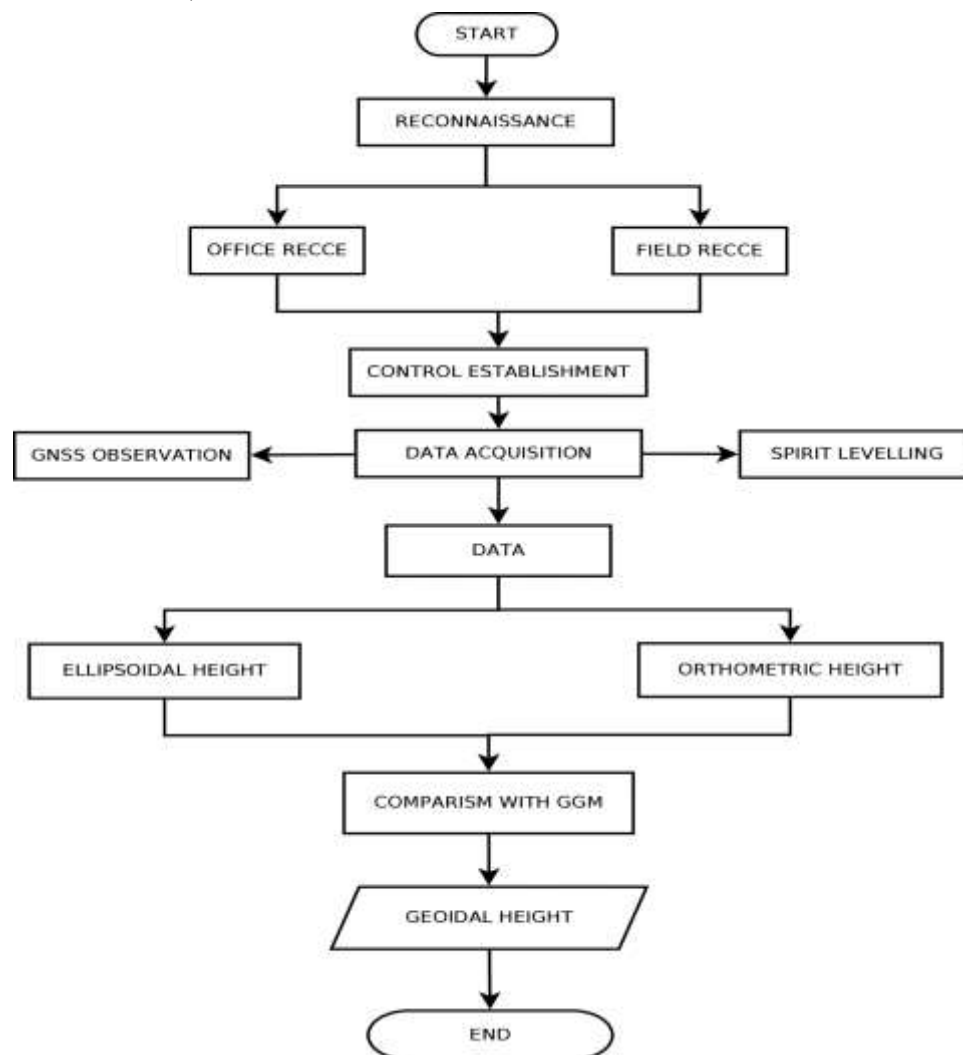 START
RECONNAISSANCE
OFFICE RECCE
FIELD RECCE
CONTROL ESTABLISHMENT
GNSS OBSERVATION
DATA ACQUISITION
SPIRIT LEVELLING
DATA
ELLIPSOIDAL HEIGHT
ORTHOMETRIC HEIGHT
COMPARISM WITH GGM
GEOIDAL HEIGHT
END